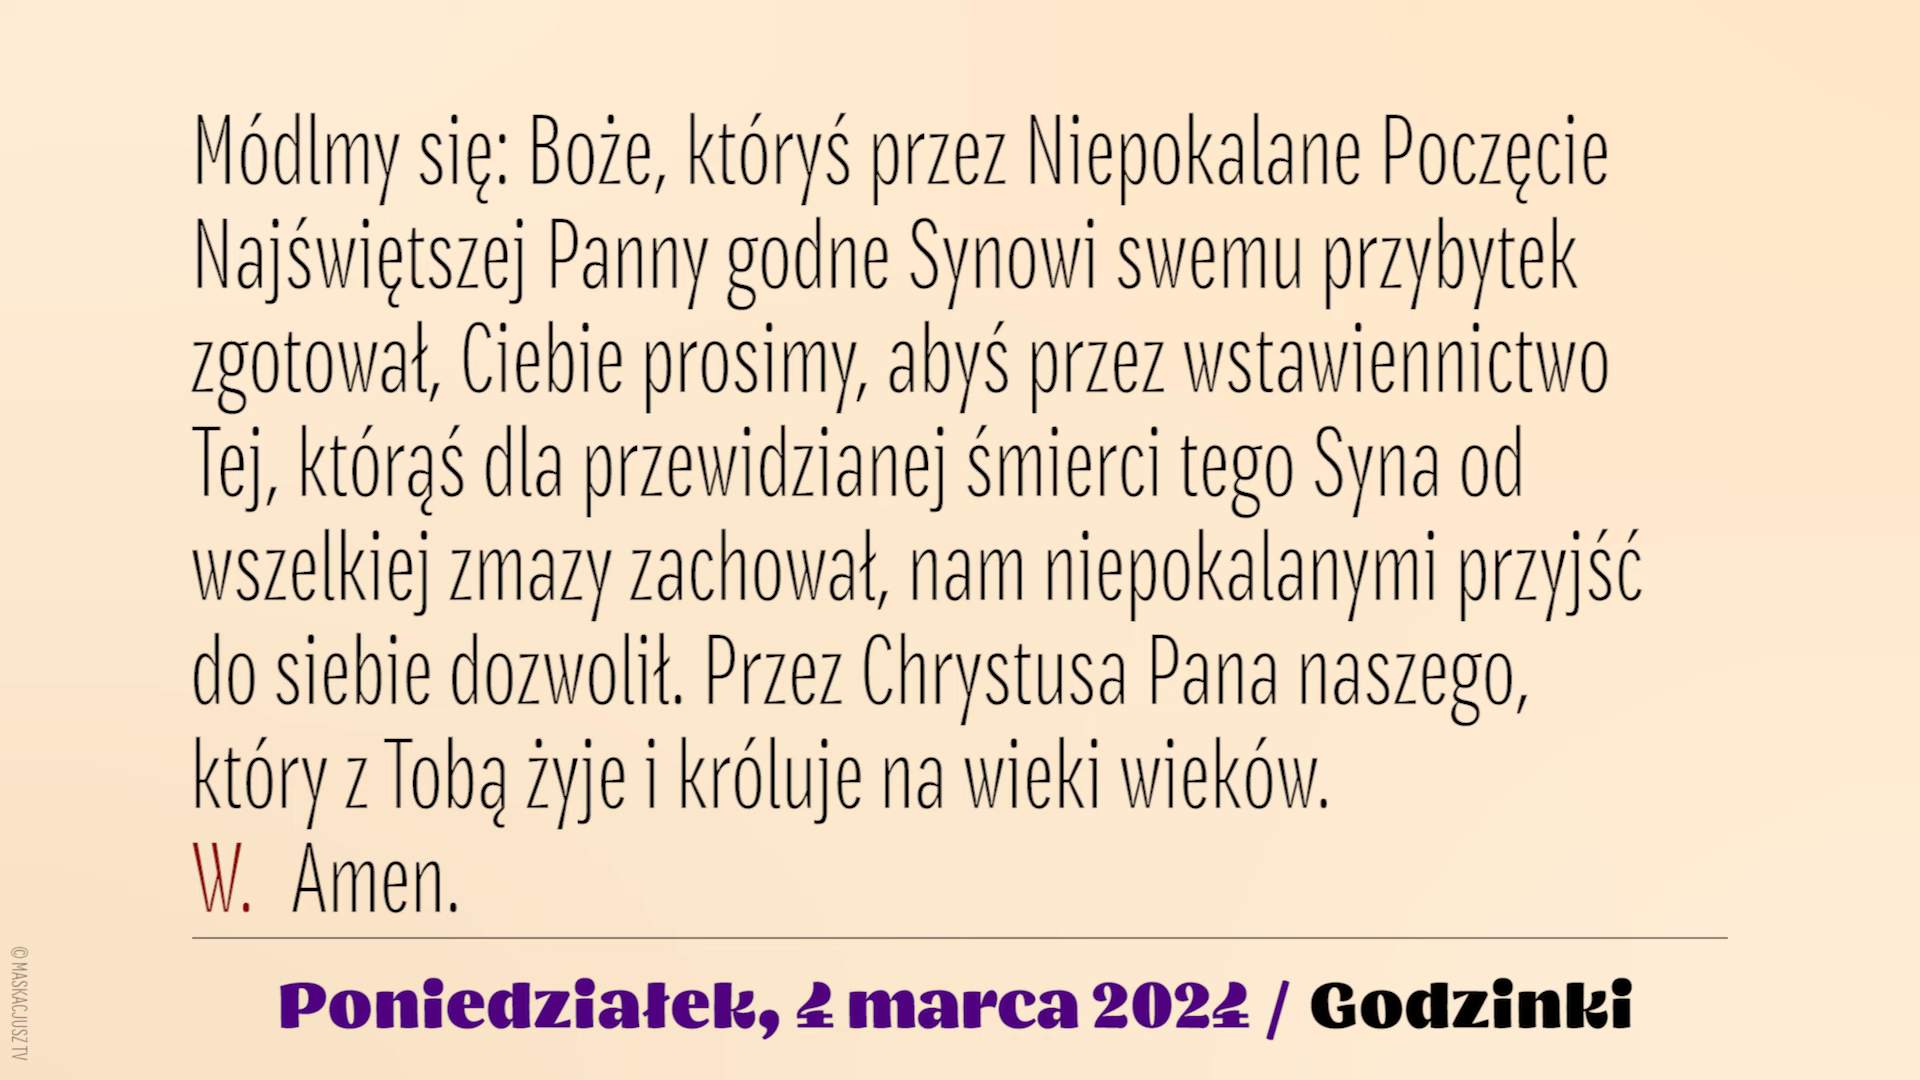 Módlmy się: Boże, któryś przez Niepokalane Poczęcie
Najświętszej Panny godne Synowi swemu przybytek
zgotował, Ciebie prosimy, abyś przez wstawiennictwo
Tej, którąś dla przewidzianej śmierci tego Syna od
wszelkiej zmazy zachował, nam niepokalanymi przyjść
do siebie dozwolił. Przez Chrystusa Pana naszego,
który z Tobą żyje i króluje na wieki wieków.
W. Amen.
Poniedziałek, 4 marca 2024 / Godzinki
© MASKACJUSZ TV